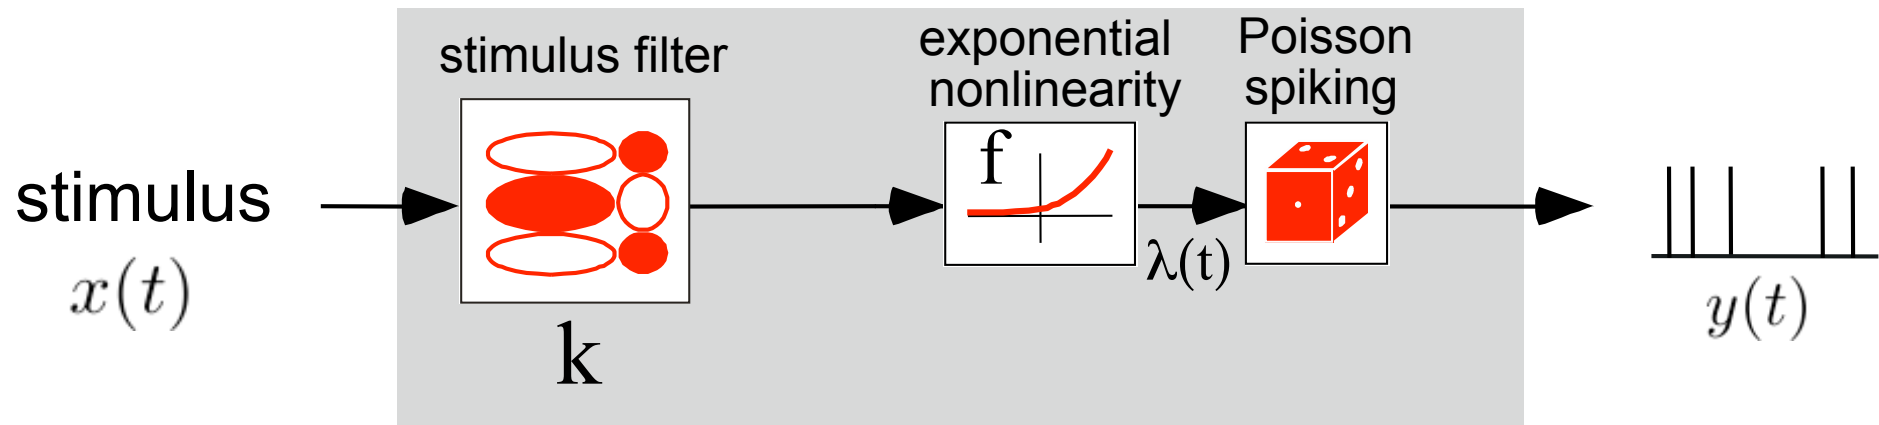 stimulus
x(t)
stimulus filter
k
exponential
nonlinearity
f
λ(t)
Poisson
spiking
y(t)